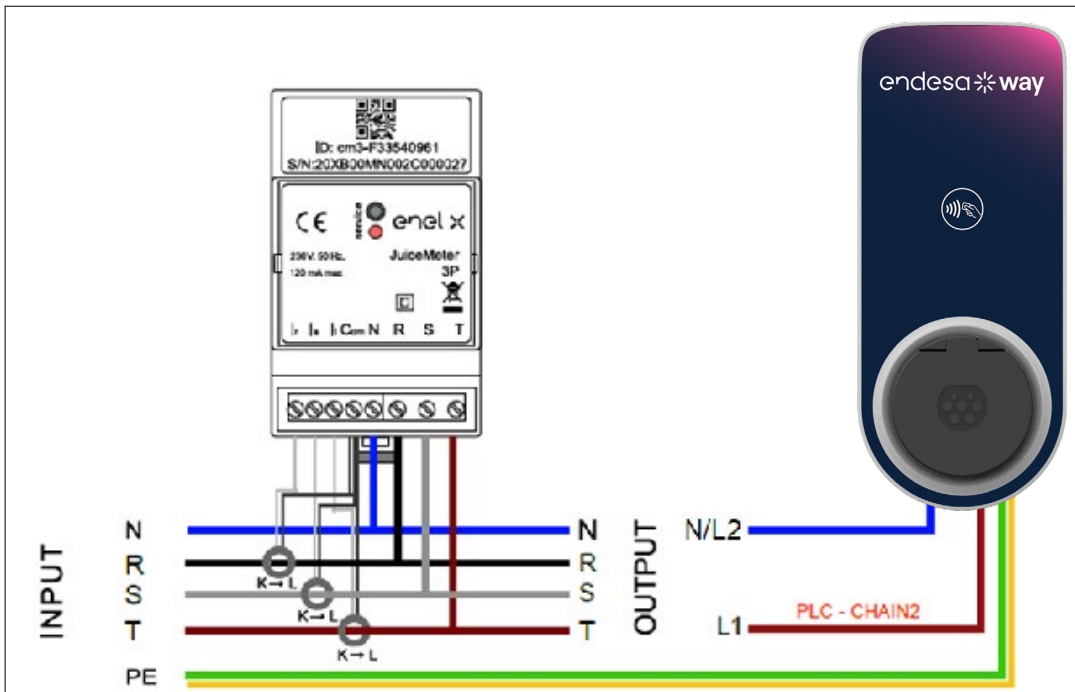 endesa way
ID: cm3-F33540961
S/N:20XB00MN002C000027
CE
service
enel x
230V, 50Hz,
120 mA max
JuiceMeter
3P
Com N R S T
INPUT
N
R
S
T
PE
K→L
K→L
K→L
N
R
S
T
OUTPUT
N/L2
L1
PLC - CHAIN2